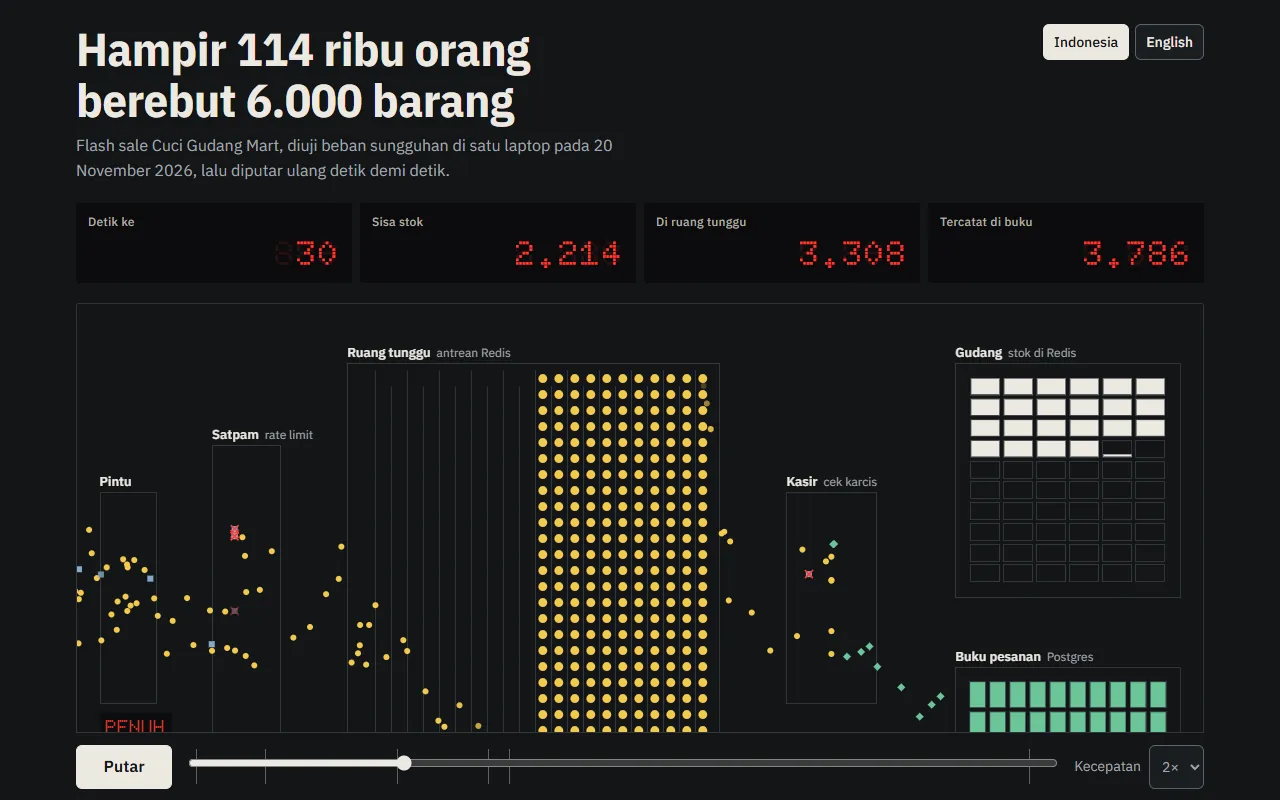 Hampir 114 ribu orang
berebut 6.000 barang
Indonesia
English
Flash sale Cuci Gudang Mart, diuji beban sungguhan di satu laptop pada 20
November 2026, lalu diputar ulang detik demi detik.
Detik ke
30
Sisa stok
2,214
Di ruang tunggu
3,308
Tercatat di buku
3,786
Ruang tunggu antrean Redis
Gudang stok di Redis
Satpam rate limit
Pintu
Kasir cek karcis
Buku pesanan Postgres
PENUH
Putar
Kecepatan
2×